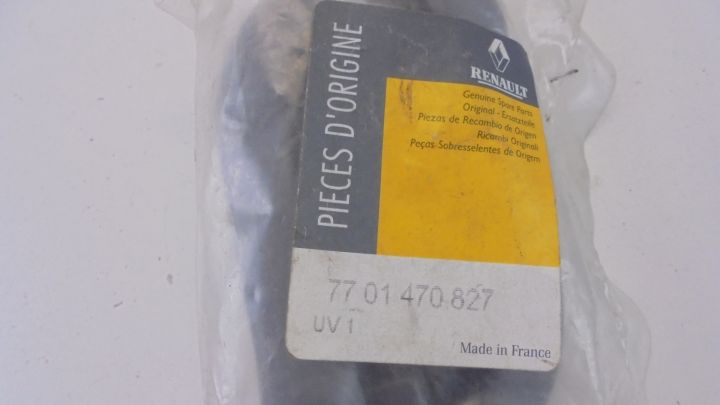 PIECES D'ORIGINE
RENAULT
Genuine Spare Parts
Original - Ersatzteile
Piezas de Recambio de Origen
Ricambi Originali
Peças Sobresselentes de Origem
77 01 470 827
UV 1
Made in France